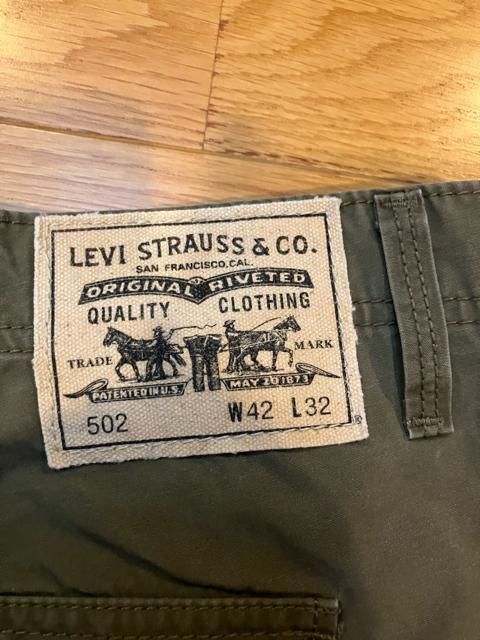 LEVI STRAUSS & CO.
SAN FRANCISCO, CAL.
ORIGINAL RIVETED
QUALITY CLOTHING
TRADE MARK
PATENTED IN U.S. MAY 20 1873
502 W42 L32
®